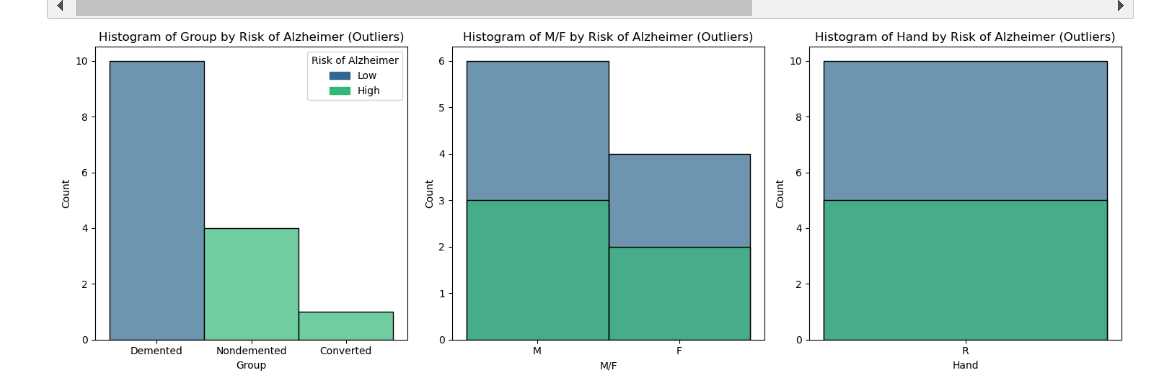 Histogram of Group by Risk of Alzheimer (Outliers)
10
8
6
4
2
0
Count
Risk of Alzheimer
Low
High
Demented Nondemented Converted
Group
Histogram of M/F by Risk of Alzheimer (Outliers)
6
5
4
3
2
1
0
Count
M F
M/F
Histogram of Hand by Risk of Alzheimer (Outliers)
10
8
6
4
2
0
Count
R
Hand